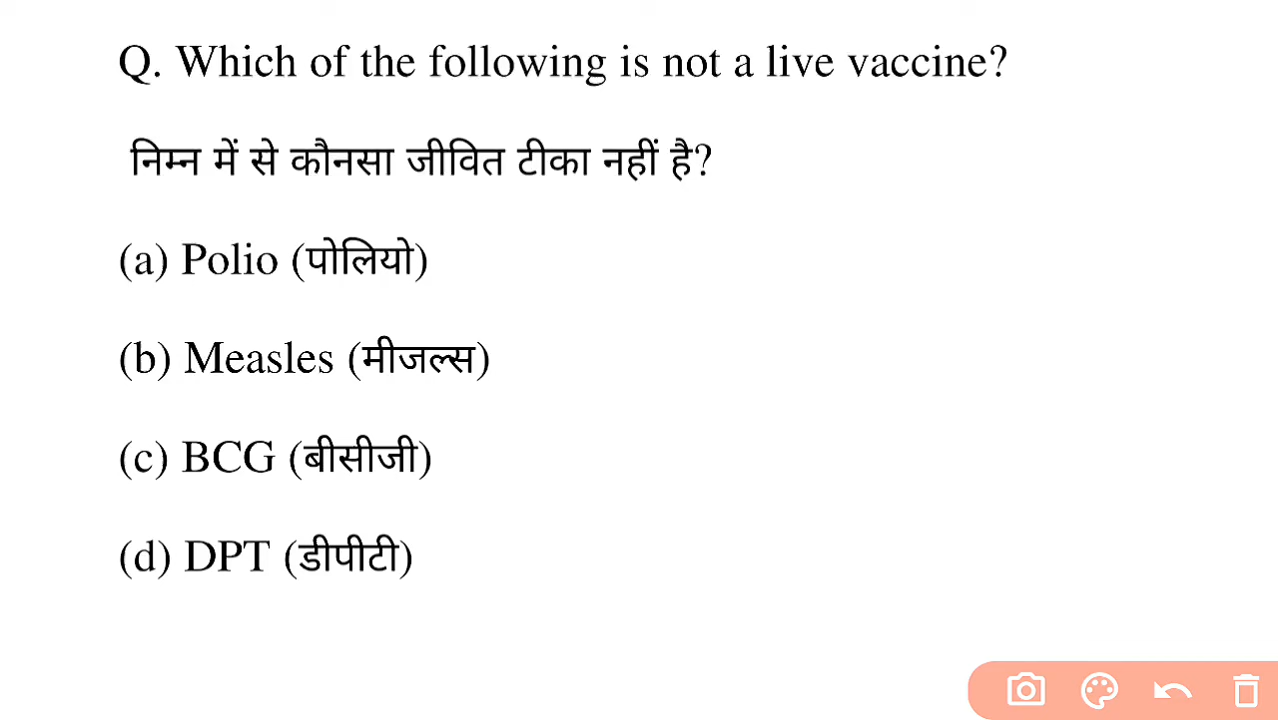 Q. Which of the following is not a live vaccine?
निम्न में से कौनसा जीवित टीका नहीं है?
(a) Polio (पोलियो)
(b) Measles (मीजल्स)
(c) BCG (बीसीजी)
(d) DPT (डीपीटी)